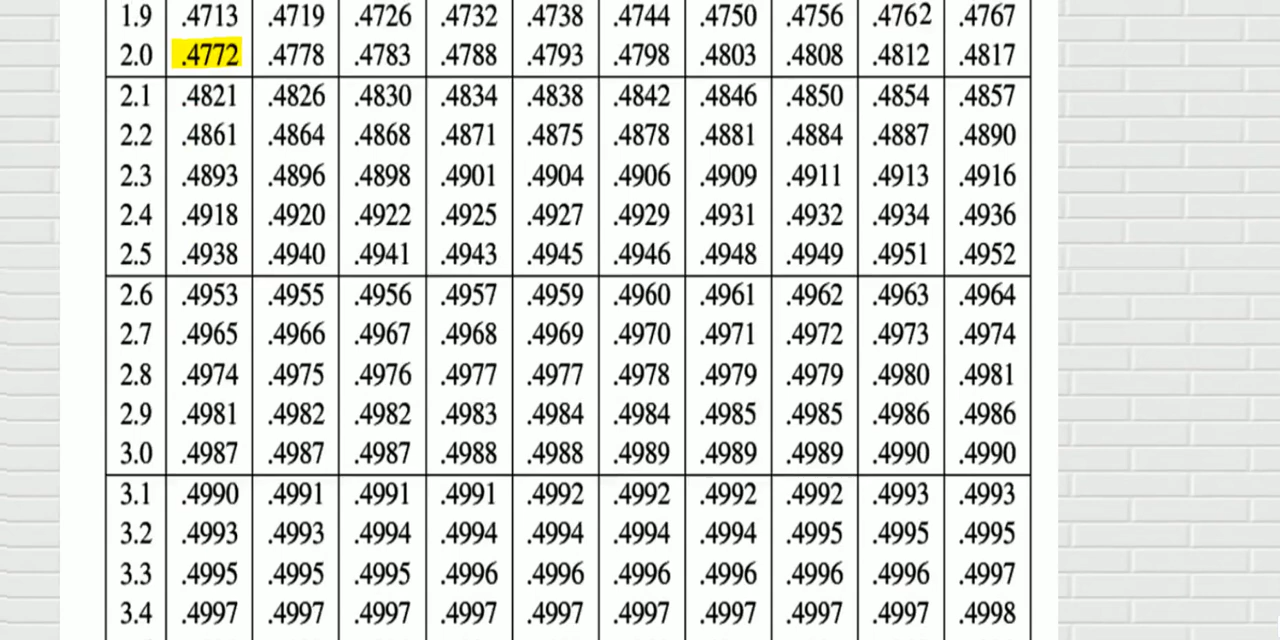 1.9 .4713 .4719 .4726 .4732 .4738 .4744 .4750 .4756 .4762 .4767
2.0 .4772 .4778 .4783 .4788 .4793 .4798 .4803 .4808 .4812 .4817
2.1 .4821 .4826 .4830 .4834 .4838 .4842 .4846 .4850 .4854 .4857
2.2 .4861 .4864 .4868 .4871 .4875 .4878 .4881 .4884 .4887 .4890
2.3 .4893 .4896 .4898 .4901 .4904 .4906 .4909 .4911 .4913 .4916
2.4 .4918 .4920 .4922 .4925 .4927 .4929 .4931 .4932 .4934 .4936
2.5 .4938 .4940 .4941 .4943 .4945 .4946 .4948 .4949 .4951 .4952
2.6 .4953 .4955 .4956 .4957 .4959 .4960 .4961 .4962 .4963 .4964
2.7 .4965 .4966 .4967 .4968 .4969 .4970 .4971 .4972 .4973 .4974
2.8 .4974 .4975 .4976 .4977 .4977 .4978 .4979 .4979 .4980 .4981
2.9 .4981 .4982 .4982 .4983 .4984 .4984 .4985 .4985 .4986 .4986
3.0 .4987 .4987 .4987 .4988 .4988 .4989 .4989 .4989 .4990 .4990
3.1 .4990 .4991 .4991 .4991 .4992 .4992 .4992 .4992 .4993 .4993
3.2 .4993 .4993 .4994 .4994 .4994 .4994 .4994 .4995 .4995 .4995
3.3 .4995 .4995 .4995 .4996 .4996 .4996 .4996 .4996 .4996 .4997
3.4 .4997 .4997 .4997 .4997 .4997 .4997 .4997 .4997 .4997 .4998